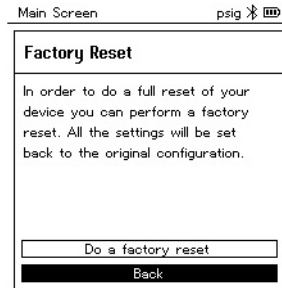 Main Screen psig
Factory Reset
In order to do a full reset of your
device you can perform a factory
reset. All the settings will be set
back to the original configuration.
Do a factory reset
Back